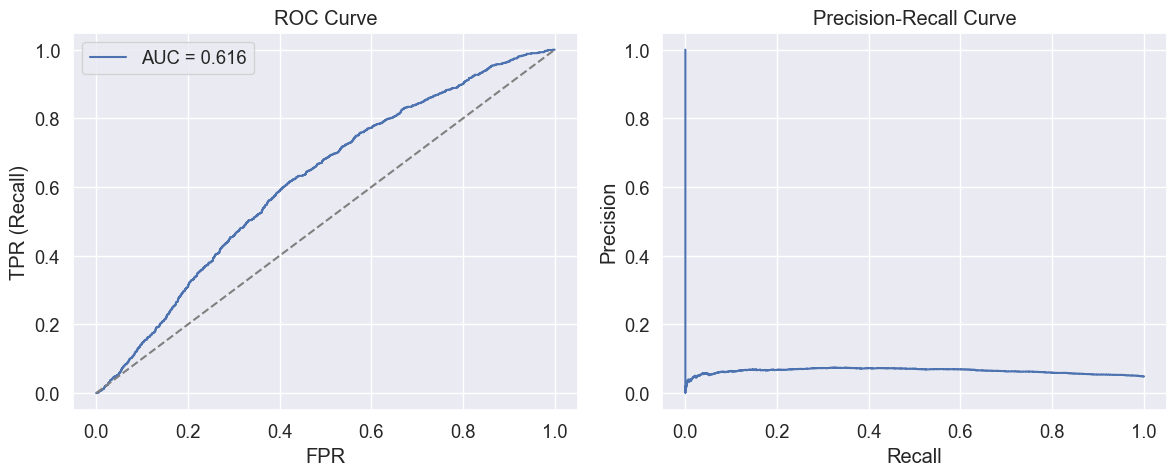 ROC Curve
AUC = 0.616
1.0
0.8
0.6
0.4
0.2
0.0
TPR (Recall)
0.0 0.2 0.4 0.6 0.8 1.0
FPR
Precision-Recall Curve
1.0
0.8
0.6
0.4
0.2
0.0
Precision
0.0 0.2 0.4 0.6 0.8 1.0
Recall